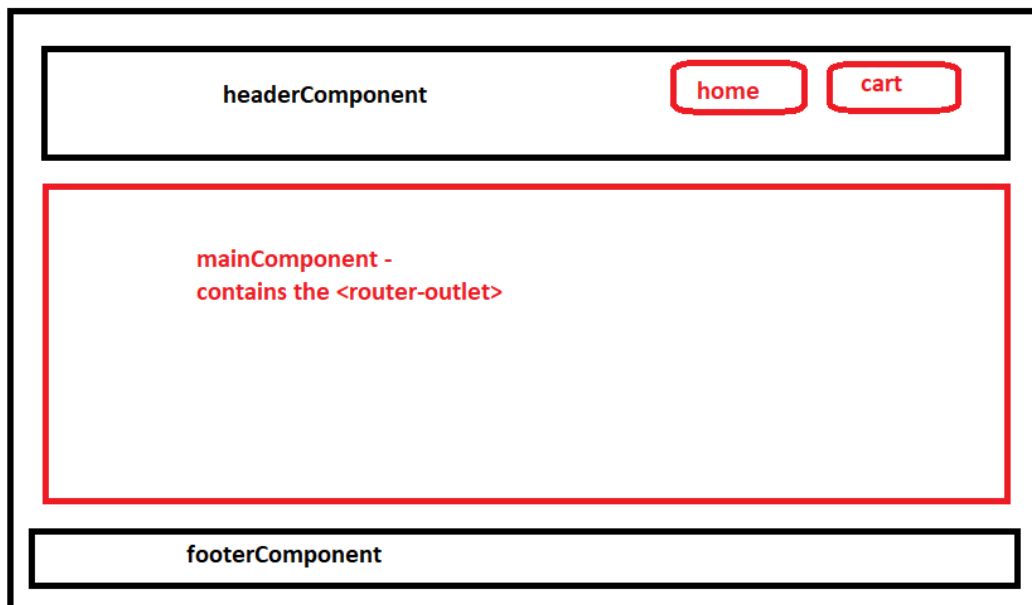 headerComponent
home
cart
mainComponent -
contains the <router-outlet>
footerComponent